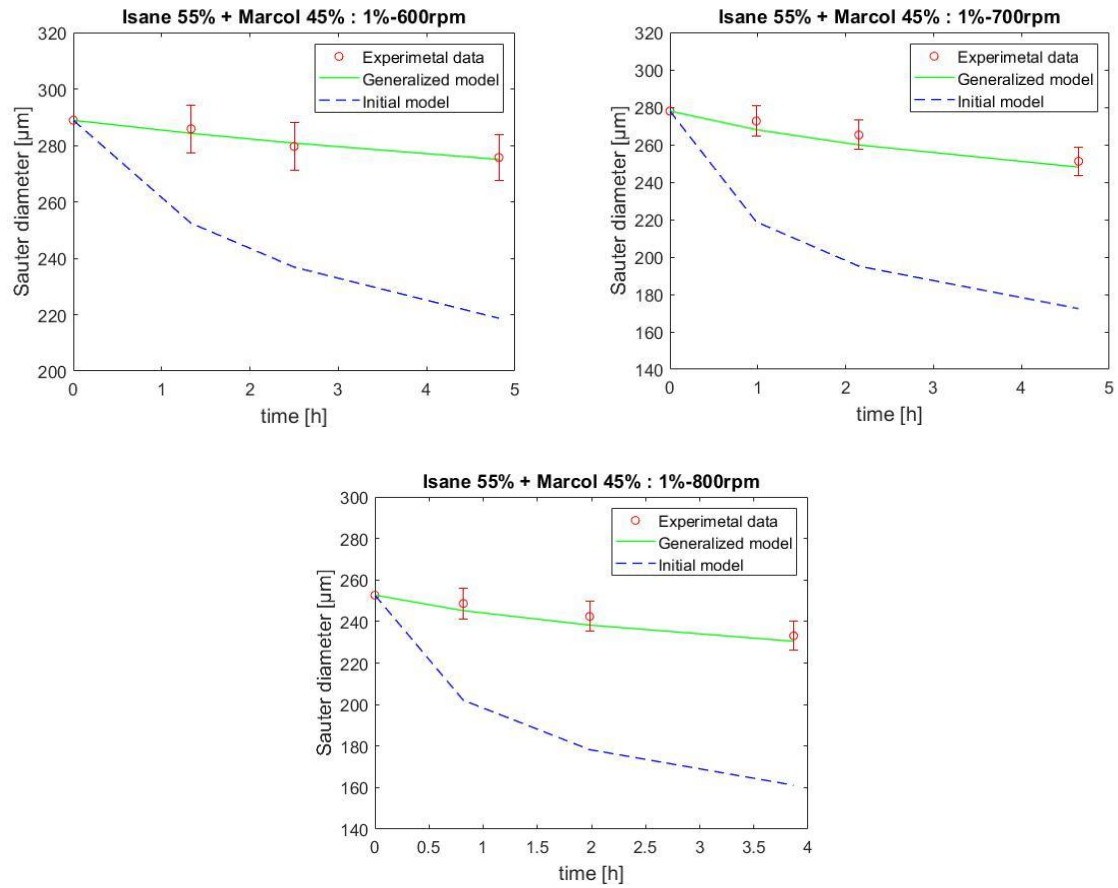 Isane 55% + Marcol 45% : 1%-600rpm
320
300
280
260
240
220
200
Sauter diameter [µm]
Experimetal data
Generalized model
Initial model
0 1 2 3 4 5
time [h]
Isane 55% + Marcol 45% : 1%-700rpm
320
300
280
260
240
220
200
180
160
140
Sauter diameter [µm]
Experimetal data
Generalized model
Initial model
0 1 2 3 4 5
time [h]
Isane 55% + Marcol 45% : 1%-800rpm
300
280
260
240
220
200
180
160
140
Sauter diameter [µm]
Experimetal data
Generalized model
Initial model
0 0.5 1 1.5 2 2.5 3 3.5 4
time [h]